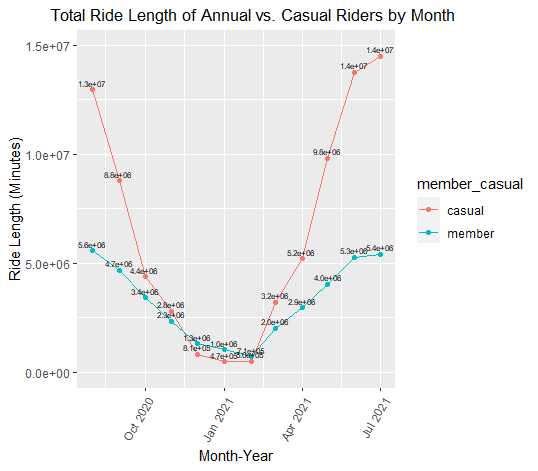 Total Ride Length of Annual vs. Casual Riders by Month
1.5e+07
1.0e+07
5.0e+06
0.0e+00
Ride Length (Minutes)
1.3e+07
8.8e+06
4.4e+06
2.8e+06
8.1e+05
4.7e+05
3.2e+06
5.2e+06
9.8e+06
1.4e+07
1.4e+07
5.6e+06
4.7e+06
3.4e+06
2.3e+06
1.3e+06
1.0e+06
7.1e+05
2.0e+06
2.9e+06
4.0e+06
5.3e+06
5.4e+06
Oct 2020
Jan 2021
Apr 2021
Jul 2021
Month-Year
member_casual
casual
member